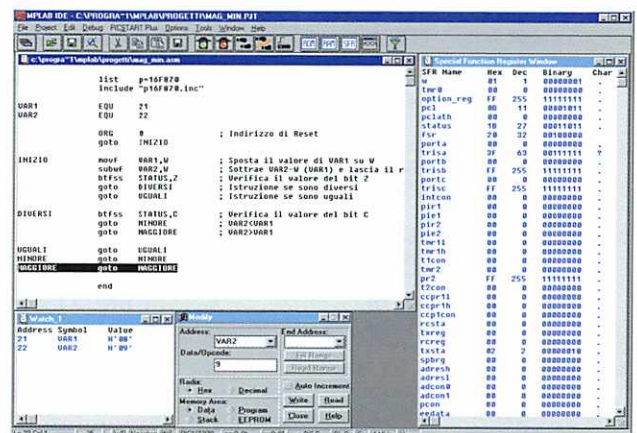 MPLAB IDE - C:\PROGRA~1\MPLAB\PROGETTI\MAG_MIN.PJT
File Project Edit Debug PICSTART Plus Options Tools Window Help
c:\progra~1\mplab\progetti\mag_min.asm
list p=16F870
include "p16F870.inc"
VAR1 EQU 21
VAR2 EQU 22
ORG 0 ; Indirizzo di Reset
goto INIZIO
INIZIO movf VAR1,W ; Sposta il valore di VAR1 su W
subwf VAR2,W ; Sottrae VAR2-W (VAR1) e lascia il r
btfss STATUS,Z ; Verifica il valore del bit Z
goto DIVERSI ; Istruzione se sono diversi
goto UGUALI ; Istruzione se sono uguali
DIVERSI btfss STATUS,C ; Verifica il valore del bit C
goto MINORE ; VAR2<VAR1
goto MAGGIORE ; VAR2>VAR1
UGUALI goto UGUALI
MINORE goto MINORE
MAGGIORE goto MAGGIORE
end
Special Function Register Window
SFR Name Hex Dec Binary Char
w 01 1 00000001 .
tmr0 00 0 00000000 .
option_reg FF 255 11111111 .
pcl 0B 11 00001011 .
pclath 00 0 00000000 .
status 1B 27 00011011 .
fsr 20 32 00100000
porta 00 0 00000000 .
trisa 3F 63 00111111 ?
portb 00 0 00000000 .
trisb FF 255 11111111 .
portc 00 0 00000000 .
trisc FF 255 11111111 .
intcon 00 0 00000000 .
pir1 00 0 00000000 .
pie1 00 0 00000000 .
pir2 00 0 00000000 .
pie2 00 0 00000000 .
tmr1l 00 0 00000000 .
tmr1h 00 0 00000000 .
t1con 00 0 00000000 .
tmr2 00 0 00000000 .
pr2 FF 255 11111111 .
t2con 00 0 00000000 .
ccpr1l 00 0 00000000 .
ccpr1h 00 0 00000000 .
ccp1con 00 0 00000000 .
rcsta 00 0 00000000 .
txreg 00 0 00000000 .
rcreg 00 0 00000000 .
txsta 02 2 00000010 .
spbrg 00 0 00000000 .
adresh 00 0 00000000 .
adresl 00 0 00000000 .
adcon0 00 0 00000000 .
adcon1 00 0 00000000 .
pcon 00 0 00000000 .
eedata 00 0 00000000 .
Watch_1
Address Symbol Value
21 VAR1 H'08'
22 VAR2 H'09'
Modify
Address: End Address:
VAR2
Data/Opcode: Fill Range
9 Read Range
Radix: Auto Increment
Hex Decimal
Memory Area: Write Read
Data Program
Stack EEPROM Close Help